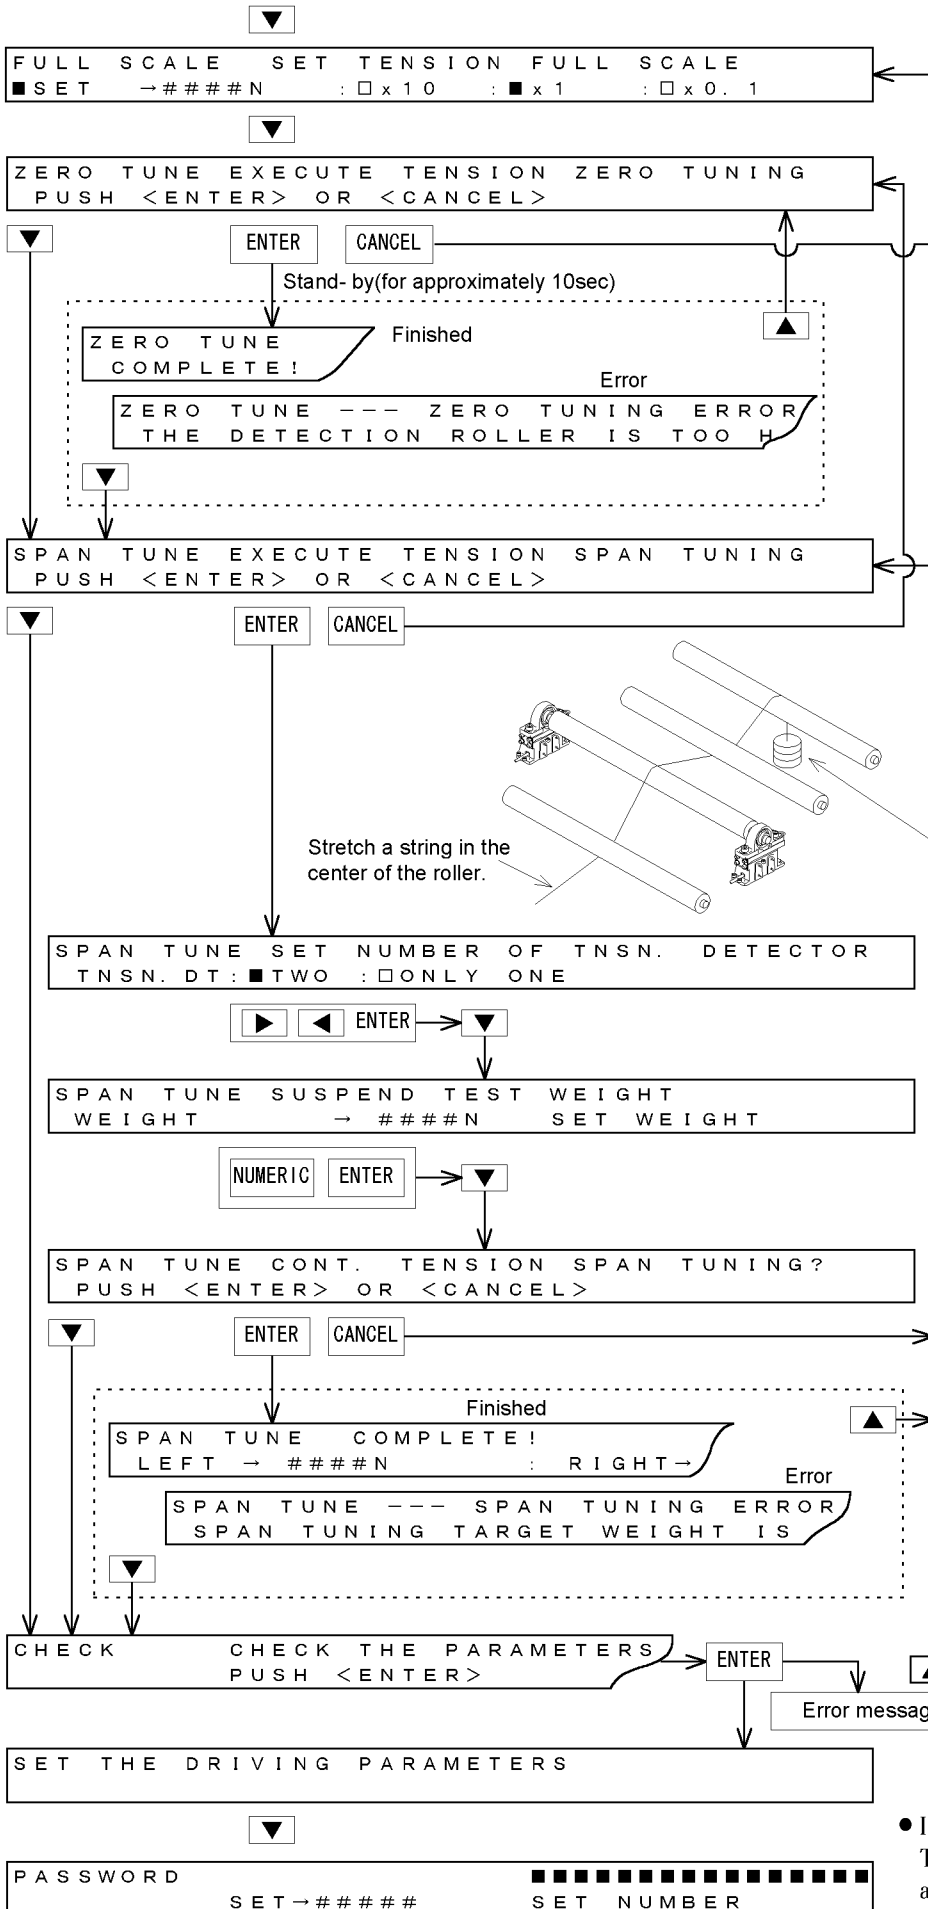 ▼
FULL SCALE SET TENSION FULL SCALE
■SET →####N :□x10 :■x1 :□x0.1
▼
ZERO TUNE EXECUTE TENSION ZERO TUNING
PUSH <ENTER> OR <CANCEL>
▼ ENTER CANCEL
Stand- by(for approximately 10sec)
▲
ZERO TUNE
COMPLETE!
Finished
Error
ZERO TUNE --- ZERO TUNING ERROR
THE DETECTION ROLLER IS TOO H
▼
SPAN TUNE EXECUTE TENSION SPAN TUNING
PUSH <ENTER> OR <CANCEL>
▼ ENTER CANCEL
Stretch a string in the
center of the roller.
SPAN TUNE SET NUMBER OF TNSN. DETECTOR
TNSN. DT:■TWO :□ONLY ONE
▶ ◀ ENTER ▼
SPAN TUNE SUSPEND TEST WEIGHT
WEIGHT → ####N SET WEIGHT
NUMERIC ENTER ▼
SPAN TUNE CONT. TENSION SPAN TUNING?
PUSH <ENTER> OR <CANCEL>
▼ ENTER CANCEL
Finished
▲
SPAN TUNE COMPLETE!
LEFT → ####N : RIGHT→
Error
SPAN TUNE --- SPAN TUNING ERROR
SPAN TUNING TARGET WEIGHT IS
▼
CHECK CHECK THE PARAMETERS
PUSH <ENTER>
ENTER
Error messag
SET THE DRIVING PARAMETERS
▼
PASSWORD ■■■■■■■■■■■■■■■■
SET→##### SET NUMBER